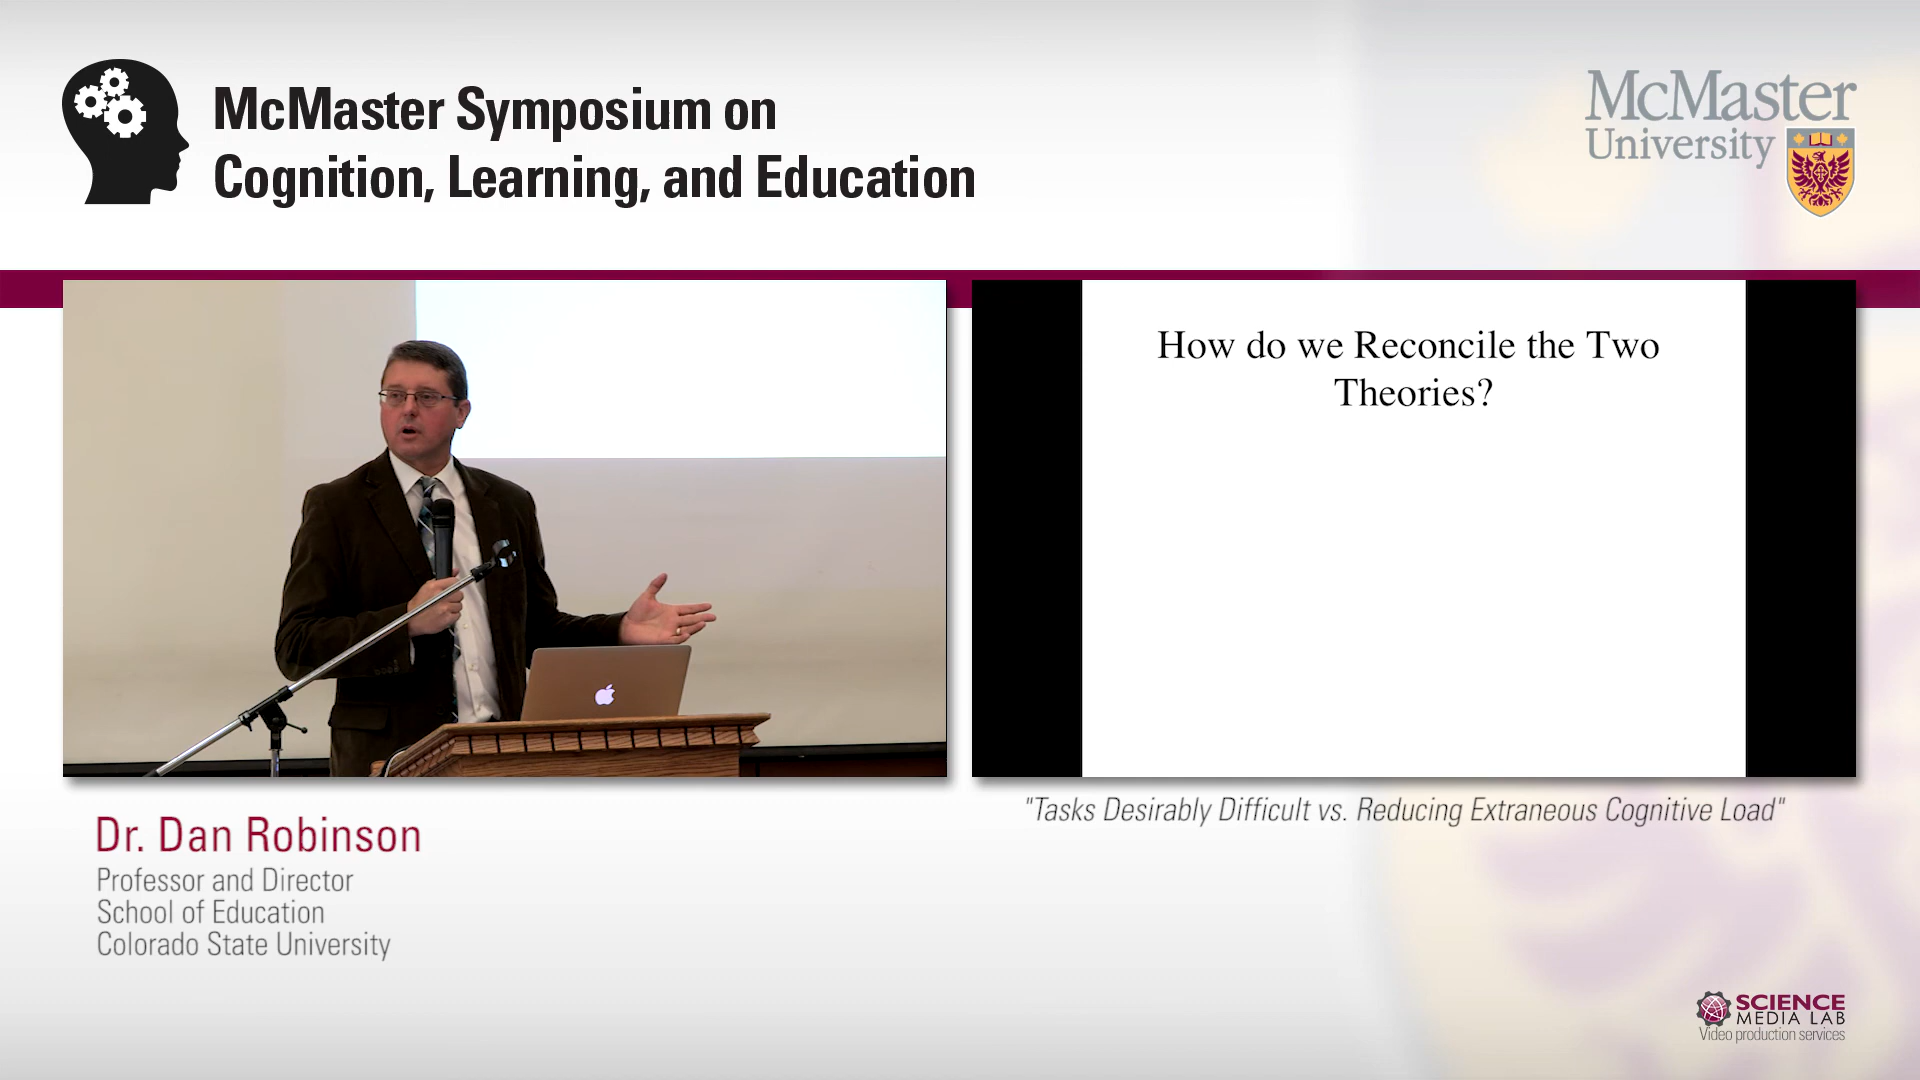 McMaster Symposium on
Cognition, Learning, and Education
McMaster
University
How do we Reconcile the Two
Theories?
"Tasks Desirably Difficult vs. Reducing Extraneous Cognitive Load"
Dr. Dan Robinson
Professor and Director
School of Education
Colorado State University
SCIENCE
MEDIA LAB
Video production services